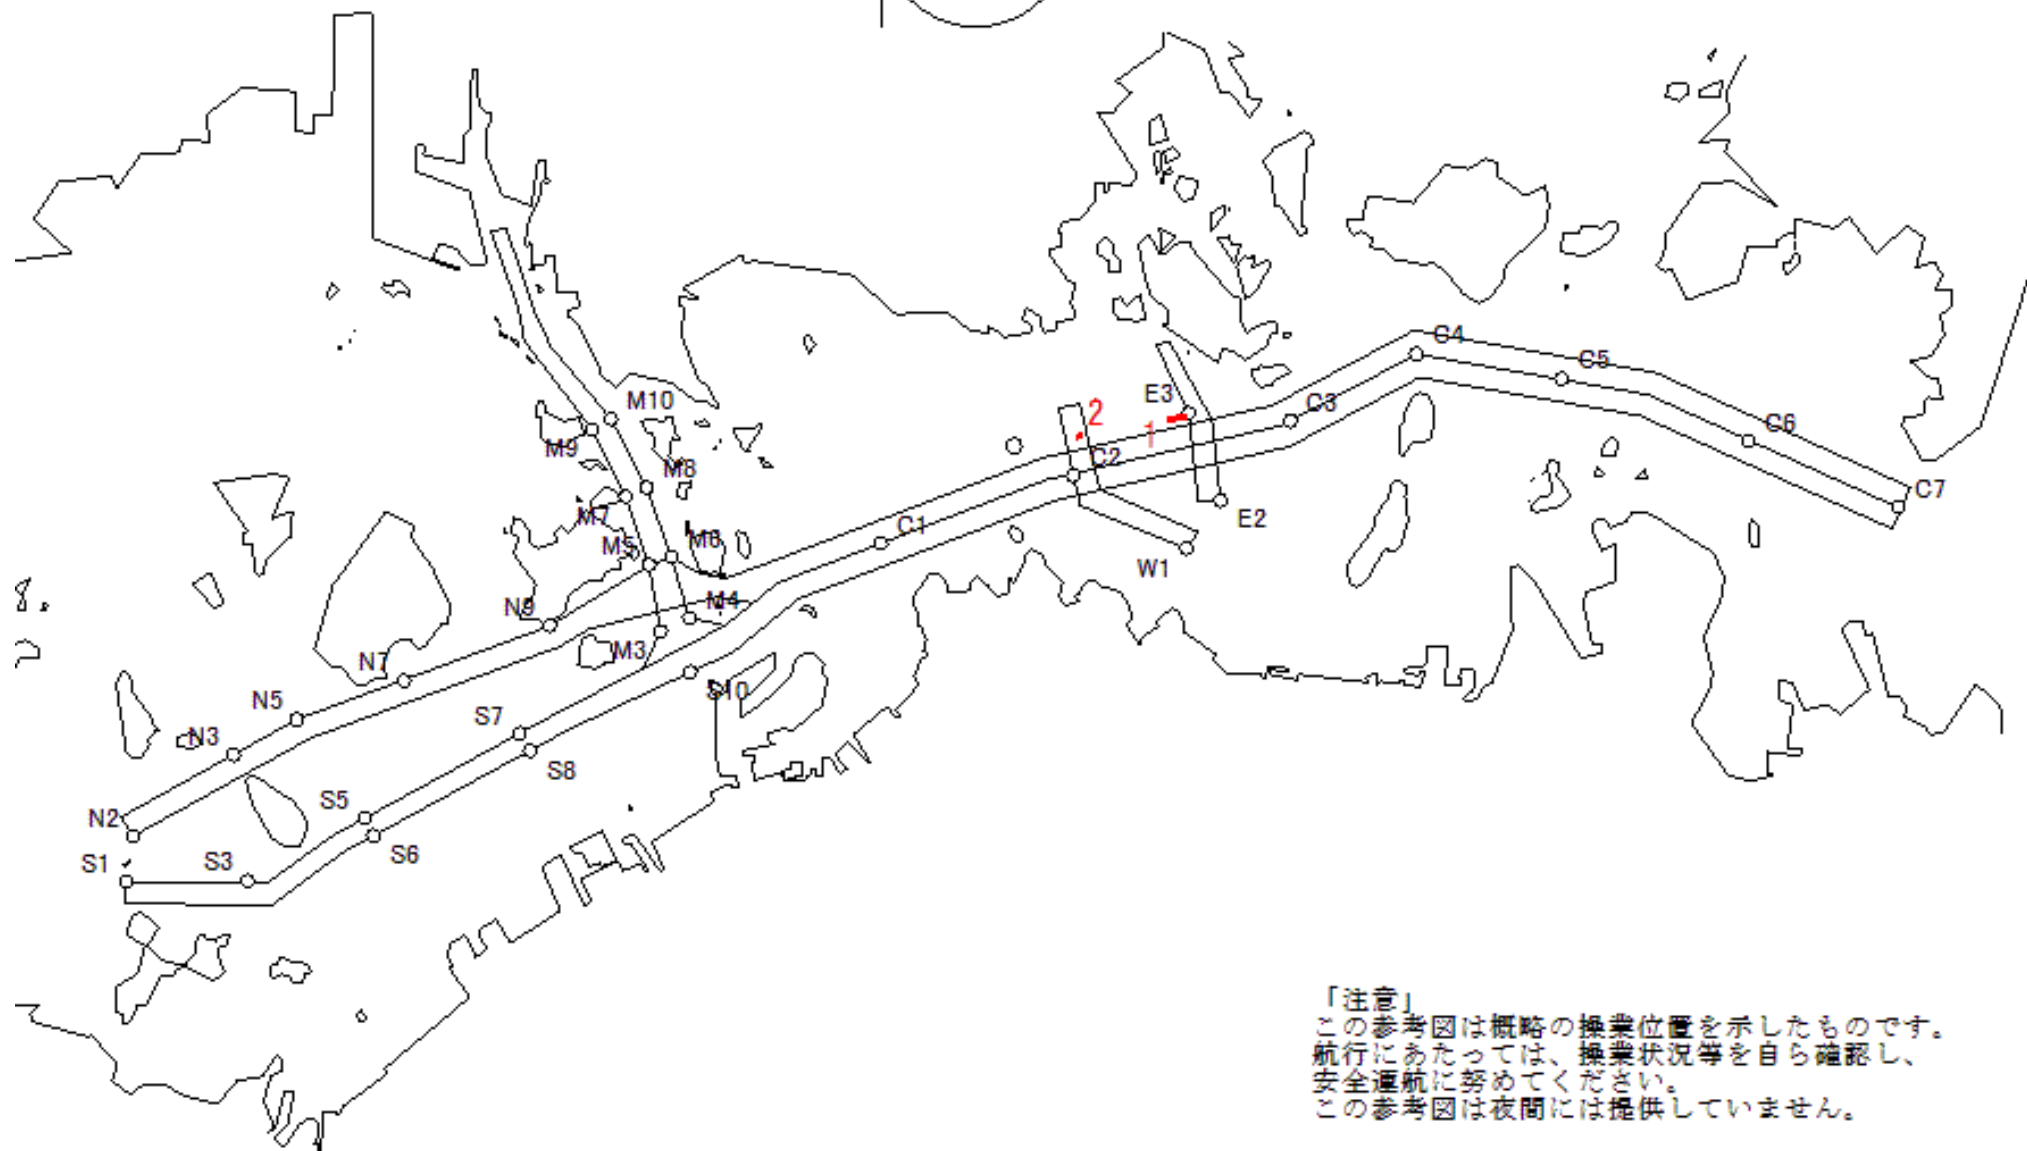 C4
C5
E3
2
M10
C3
1
C6
M9
C2
M8
C7
M7
E2
C1
M5
M6
W1
N9
M4
M3
N7
S10
N5
S7
N3
S8
S5
N2
S6
S1
S3
「注意」
この参考図は概略の操業位置を示したものです。
航行にあたっては、操業状況等を自ら確認し、
安全運航に努めてください。
この参考図は夜間には提供していません。